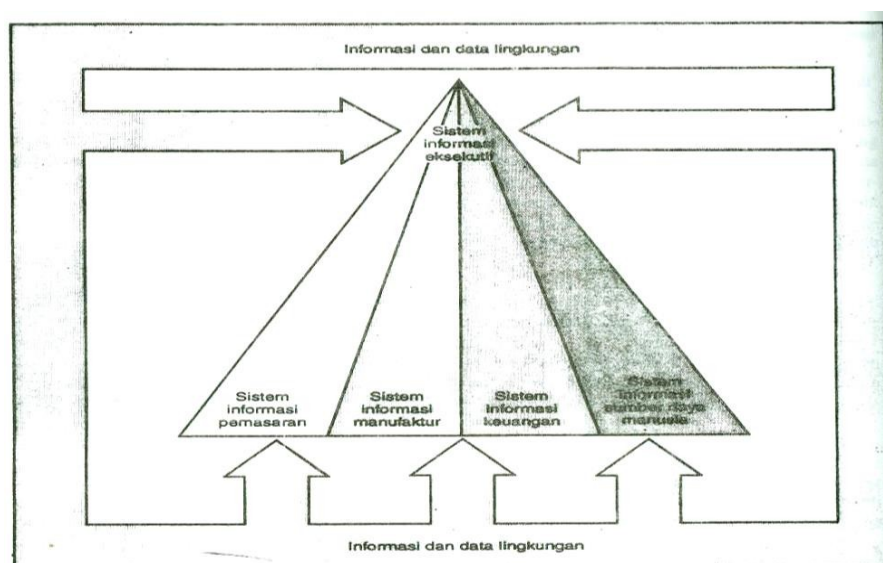 Informasi dan data lingkungan
Sistem
informasi
eksekutif
Sistem
informasi
pemasaran
Sistem
informasi
manufaktur
Sistem
informasi
keuangan
Sistem
informasi
sumber daya
manusia
Informasi dan data lingkungan